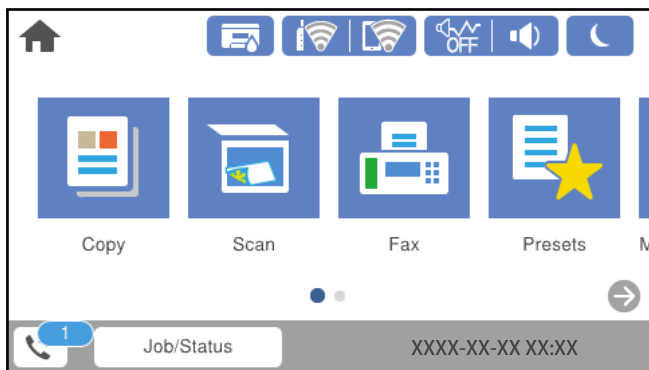 OFF
Copy
Scan
Fax
Presets
M
1
Job/Status
XXXX-XX-XX XX:XX